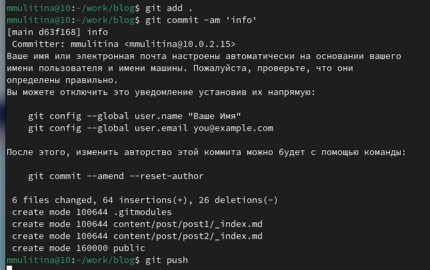 mmulitina@10:~/work/blog$ git add .
mmulitina@10:~/work/blog$ git commit -am 'info'
[main d63f168] info
Committer: mmulitina <mmulitina@10.0.2.15>
Ваше имя или электронная почта настроены автоматически на основании вашего
имени пользователя и имени машины. Пожалуйста, проверьте, что они
определены правильно.
Вы можете отключить это уведомление установив их напрямую:
git config --global user.name "Ваше Имя"
git config --global user.email you@example.com
После этого, изменить авторство этой коммита можно будет с помощью команды:
git commit --amend --reset-author
6 files changed, 64 insertions(+), 26 deletions(-)
create mode 100644 .gitmodules
create mode 100644 content/post/post1/_index.md
create mode 100644 content/post/post2/_index.md
create mode 160000 public
mmulitina@10:~/work/blog$ git push